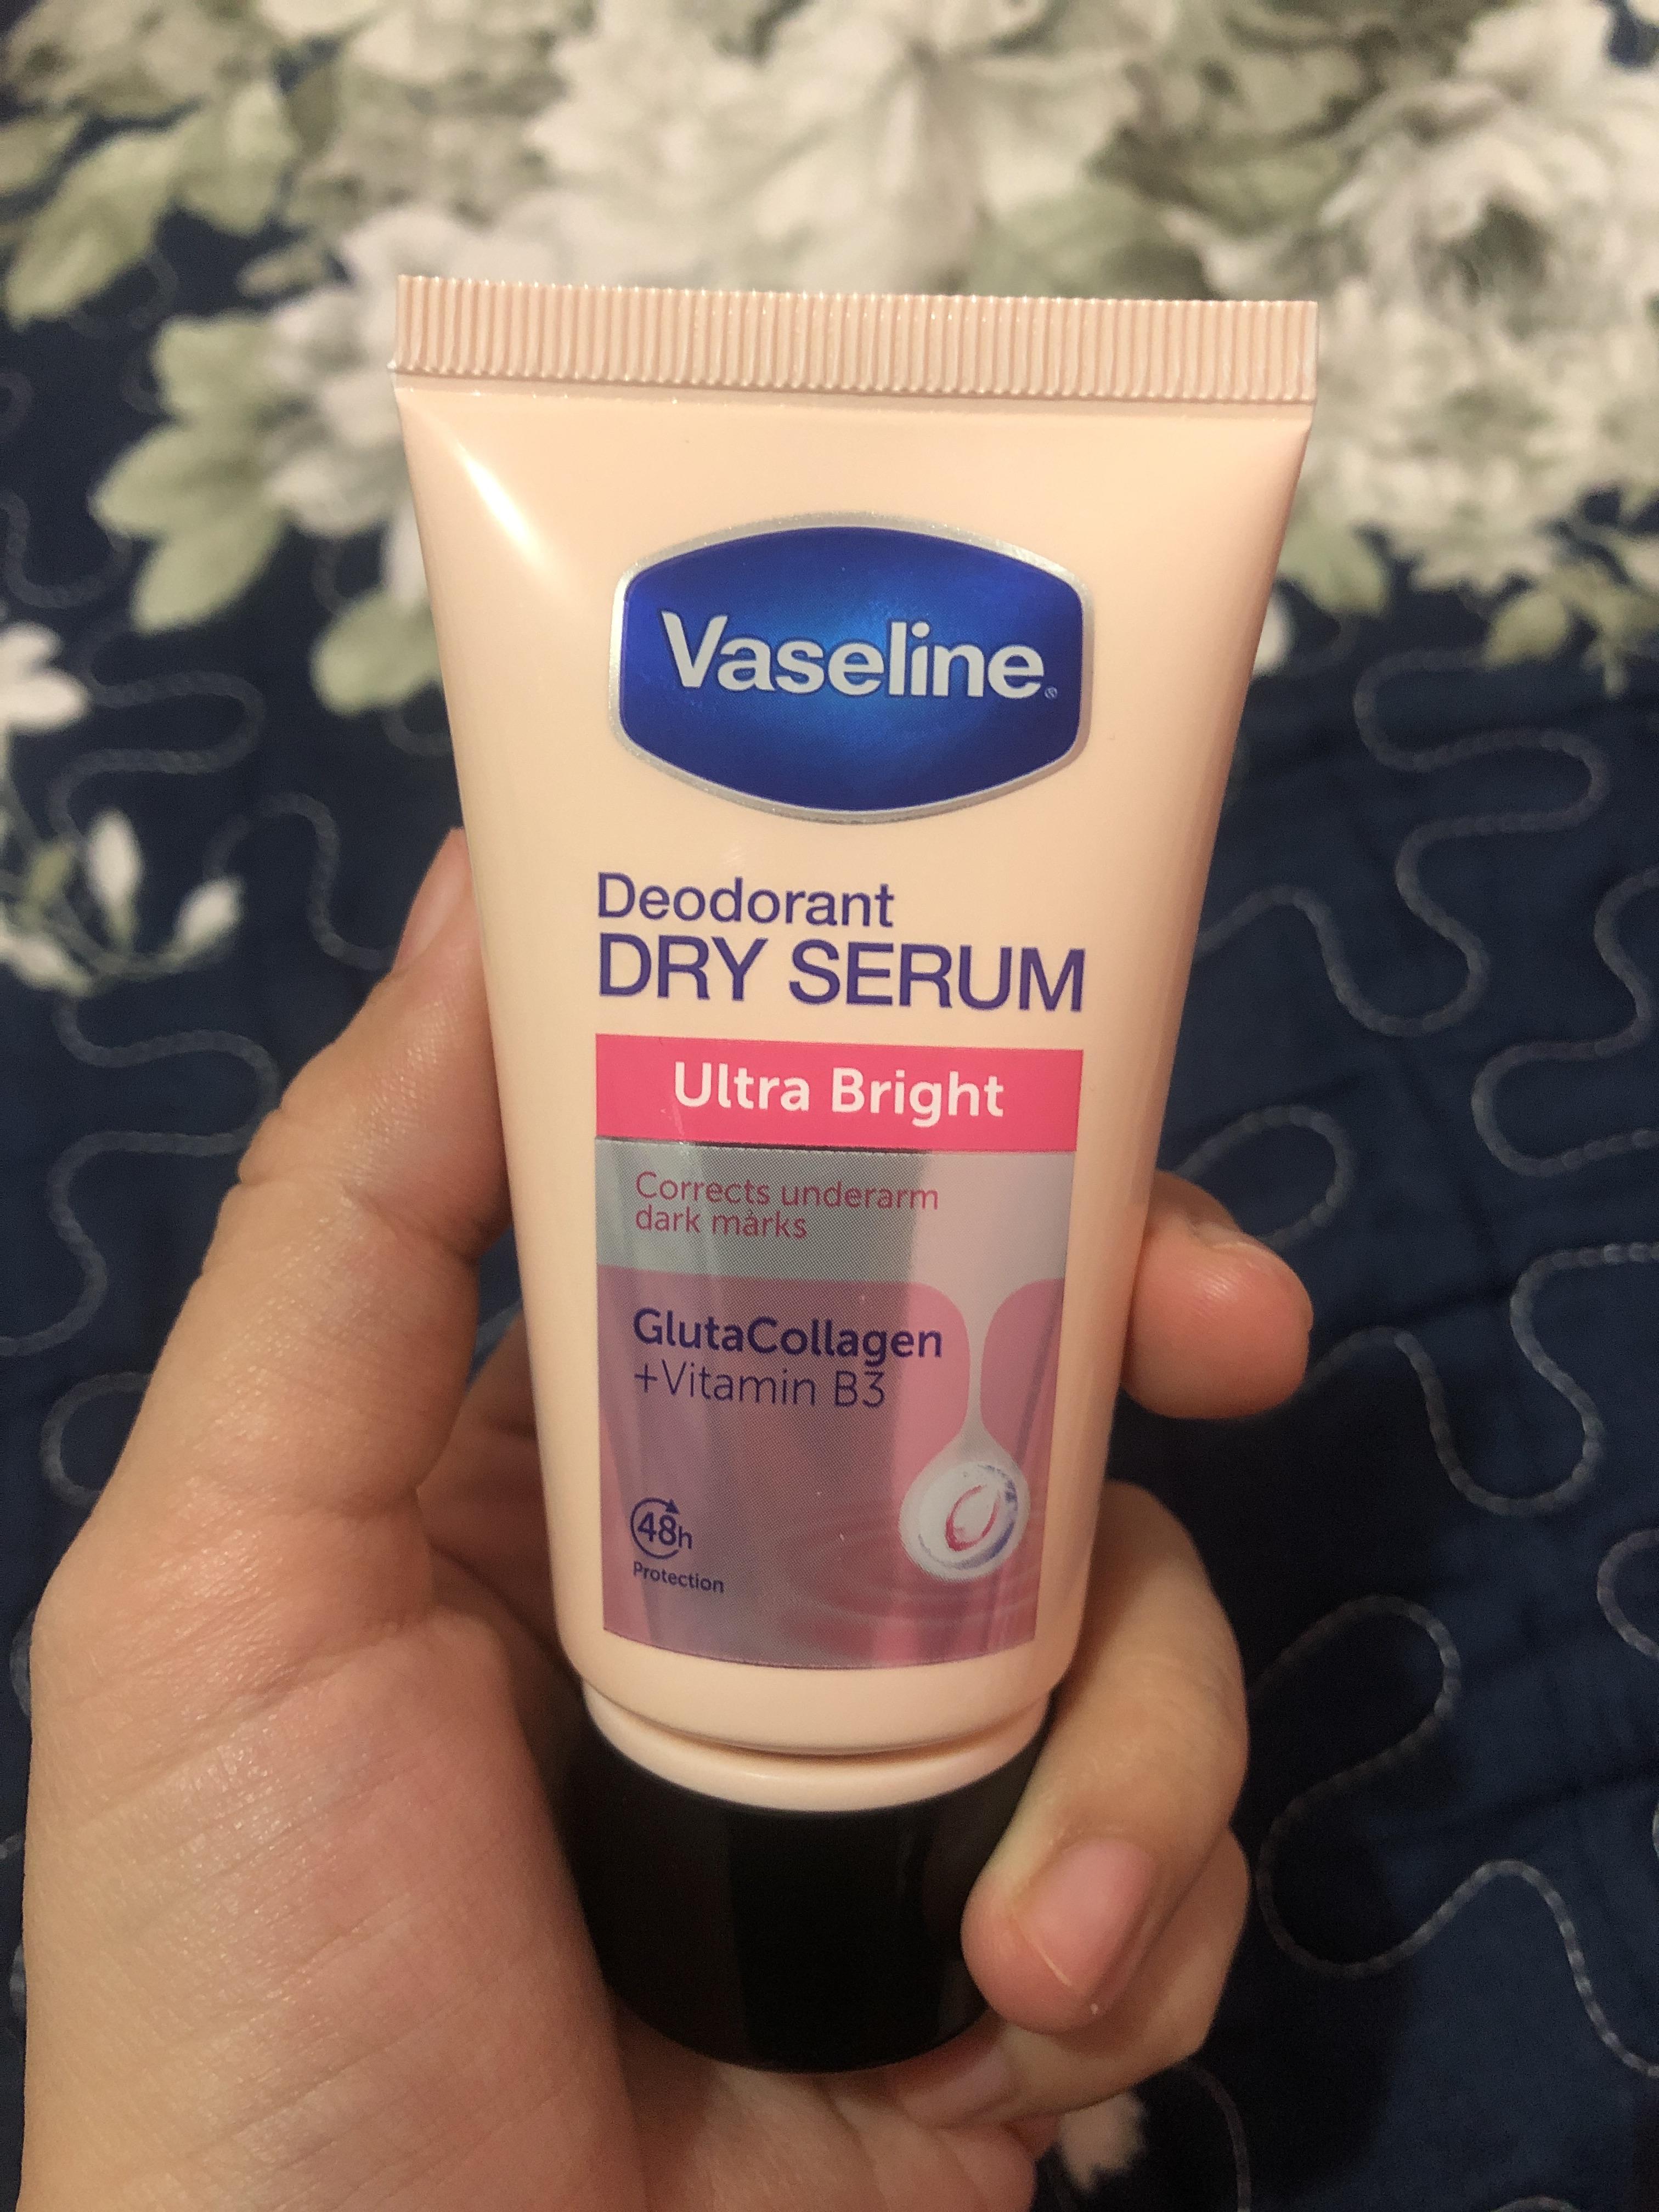 Vaseline®
Deodorant
DRY SERUM
Ultra Bright
Corrects underarm
dark marks
GlutaCollagen
+Vitamin B3
48h
Protection